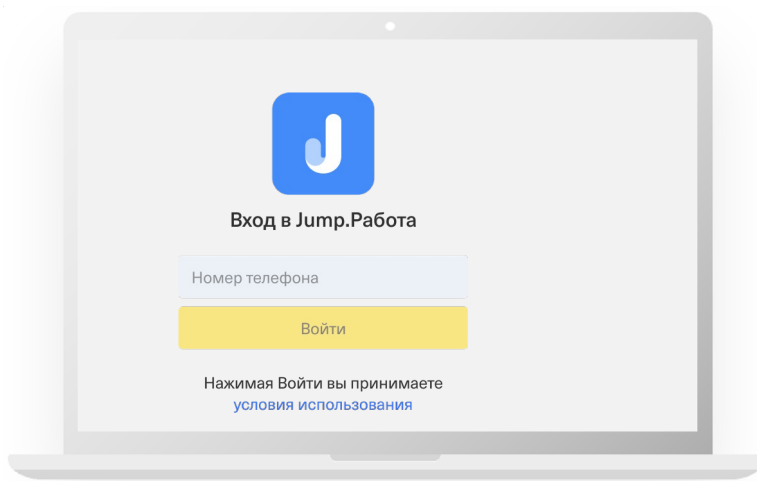 Вход в Jump.Работа
Номер телефона
Войти
Нажимая Войти вы принимаете
условия использования